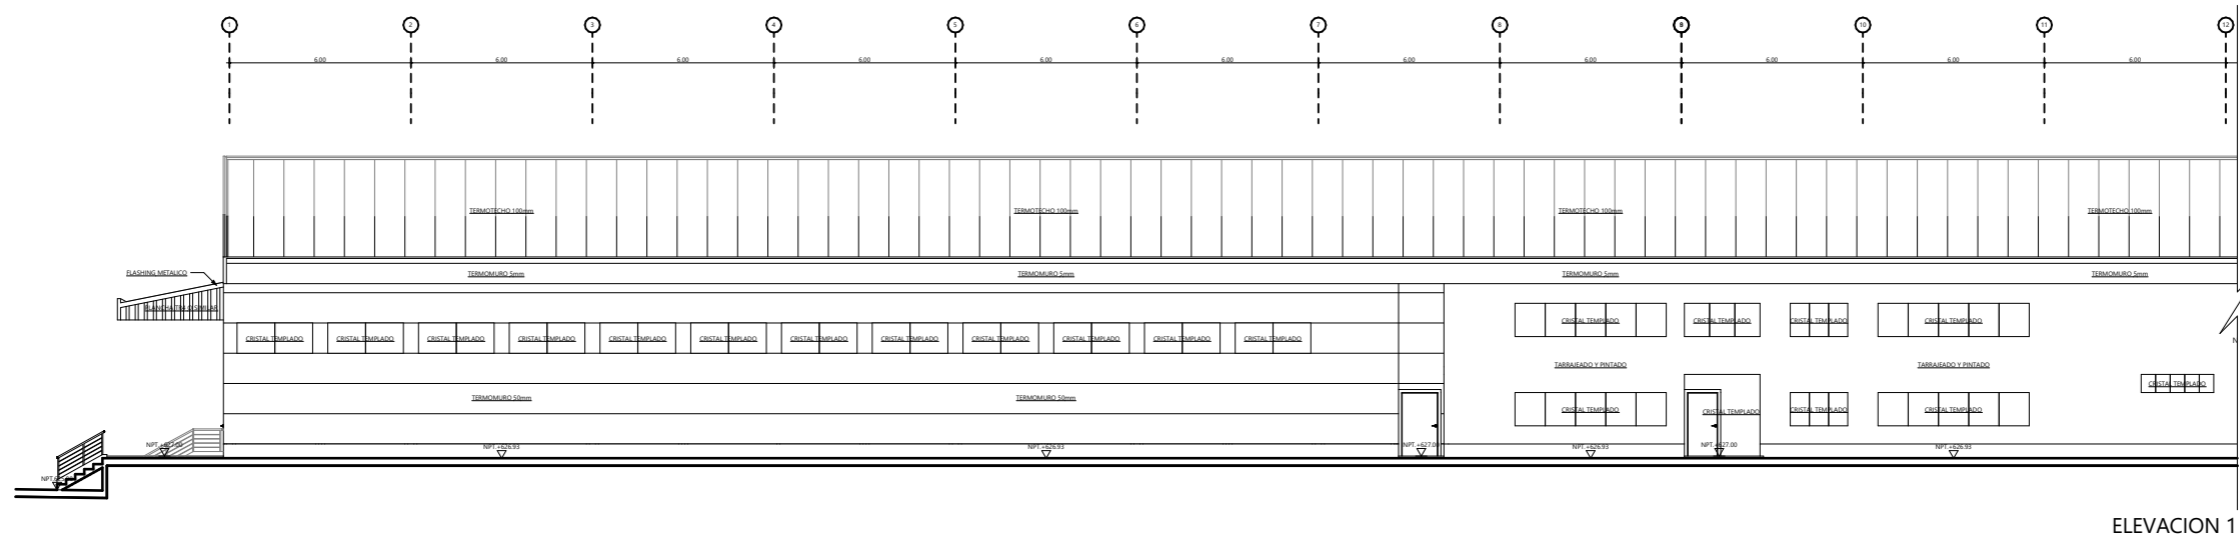 1 2 3 4 5 6 7 8 9 10 11 12
6.00 6.00 6.00 6.00 6.00 6.00 6.00 6.00 6.00 6.00 6.00
TERMOTECHO 100mm TERMOTECHO 100mm TERMOTECHO 100mm TERMOTECHO 100mm
FLASHING METALICO
TERMOMURO 5mm TERMOMURO 5mm TERMOMURO 5mm TERMOMURO 5mm
SIMILAR
CRISTAL TEMPLADO CRISTAL TEMPLADO CRISTAL TEMPLADO CRISTAL TEMPLADO
CRISTAL TEMPLADO CRISTAL TEMPLADO CRISTAL TEMPLADO CRISTAL TEMPLADO CRISTAL TEMPLADO CRISTAL TEMPLADO CRISTAL TEMPLADO CRISTAL TEMPLADO CRISTAL TEMPLADO CRISTAL TEMPLADO CRISTAL TEMPLADO CRISTAL TEMPLADO
N
TARRAJEADO Y PINTADO TARRAJEADO Y PINTADO
CRISTAL TEMPLADO
TERMOMURO 50mm TERMOMURO 50mm
CRISTAL TEMPLADO CRISTAL TEMPLADO CRISTAL TEMPLADO CRISTAL TEMPLADO
NPT.+627.00 NPT.+626.93 NPT.+626.93 NPT.+627.00 NPT.+626.93 NPT.+627.00 NPT.+626.93
NPT.
ELEVACION 1